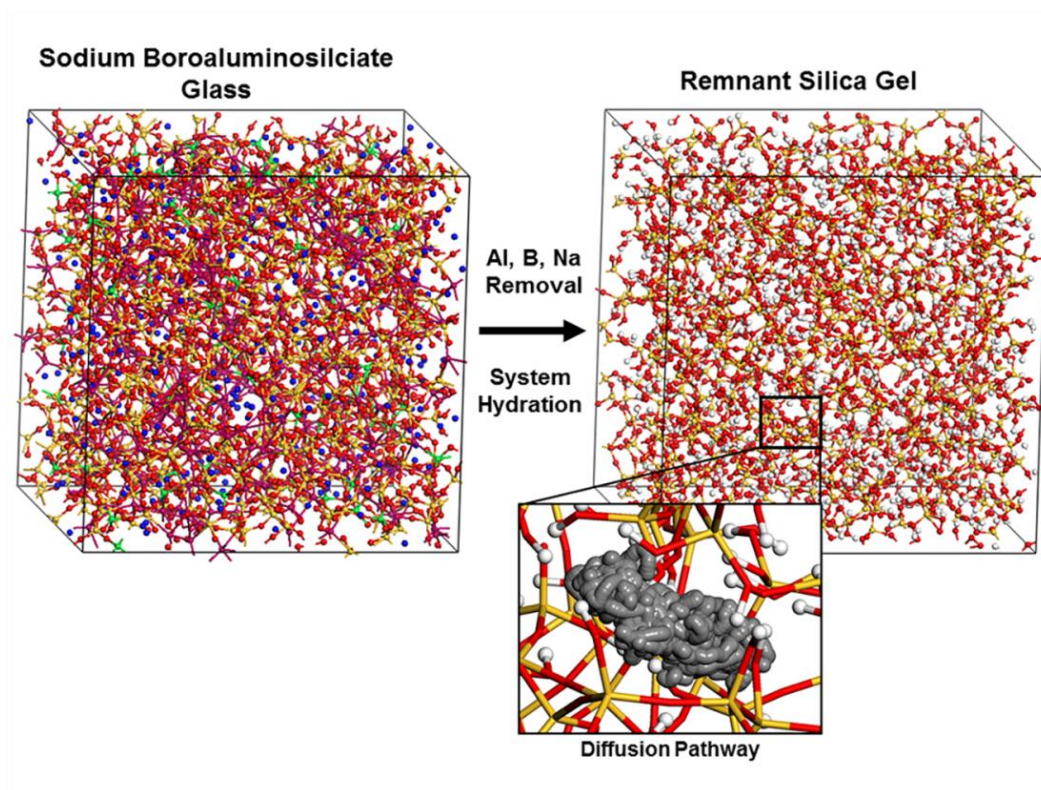 Sodium Boroaluminosilciate
Glass
Remnant Silica Gel
Al, B, Na
Removal
System
Hydration
Diffusion Pathway